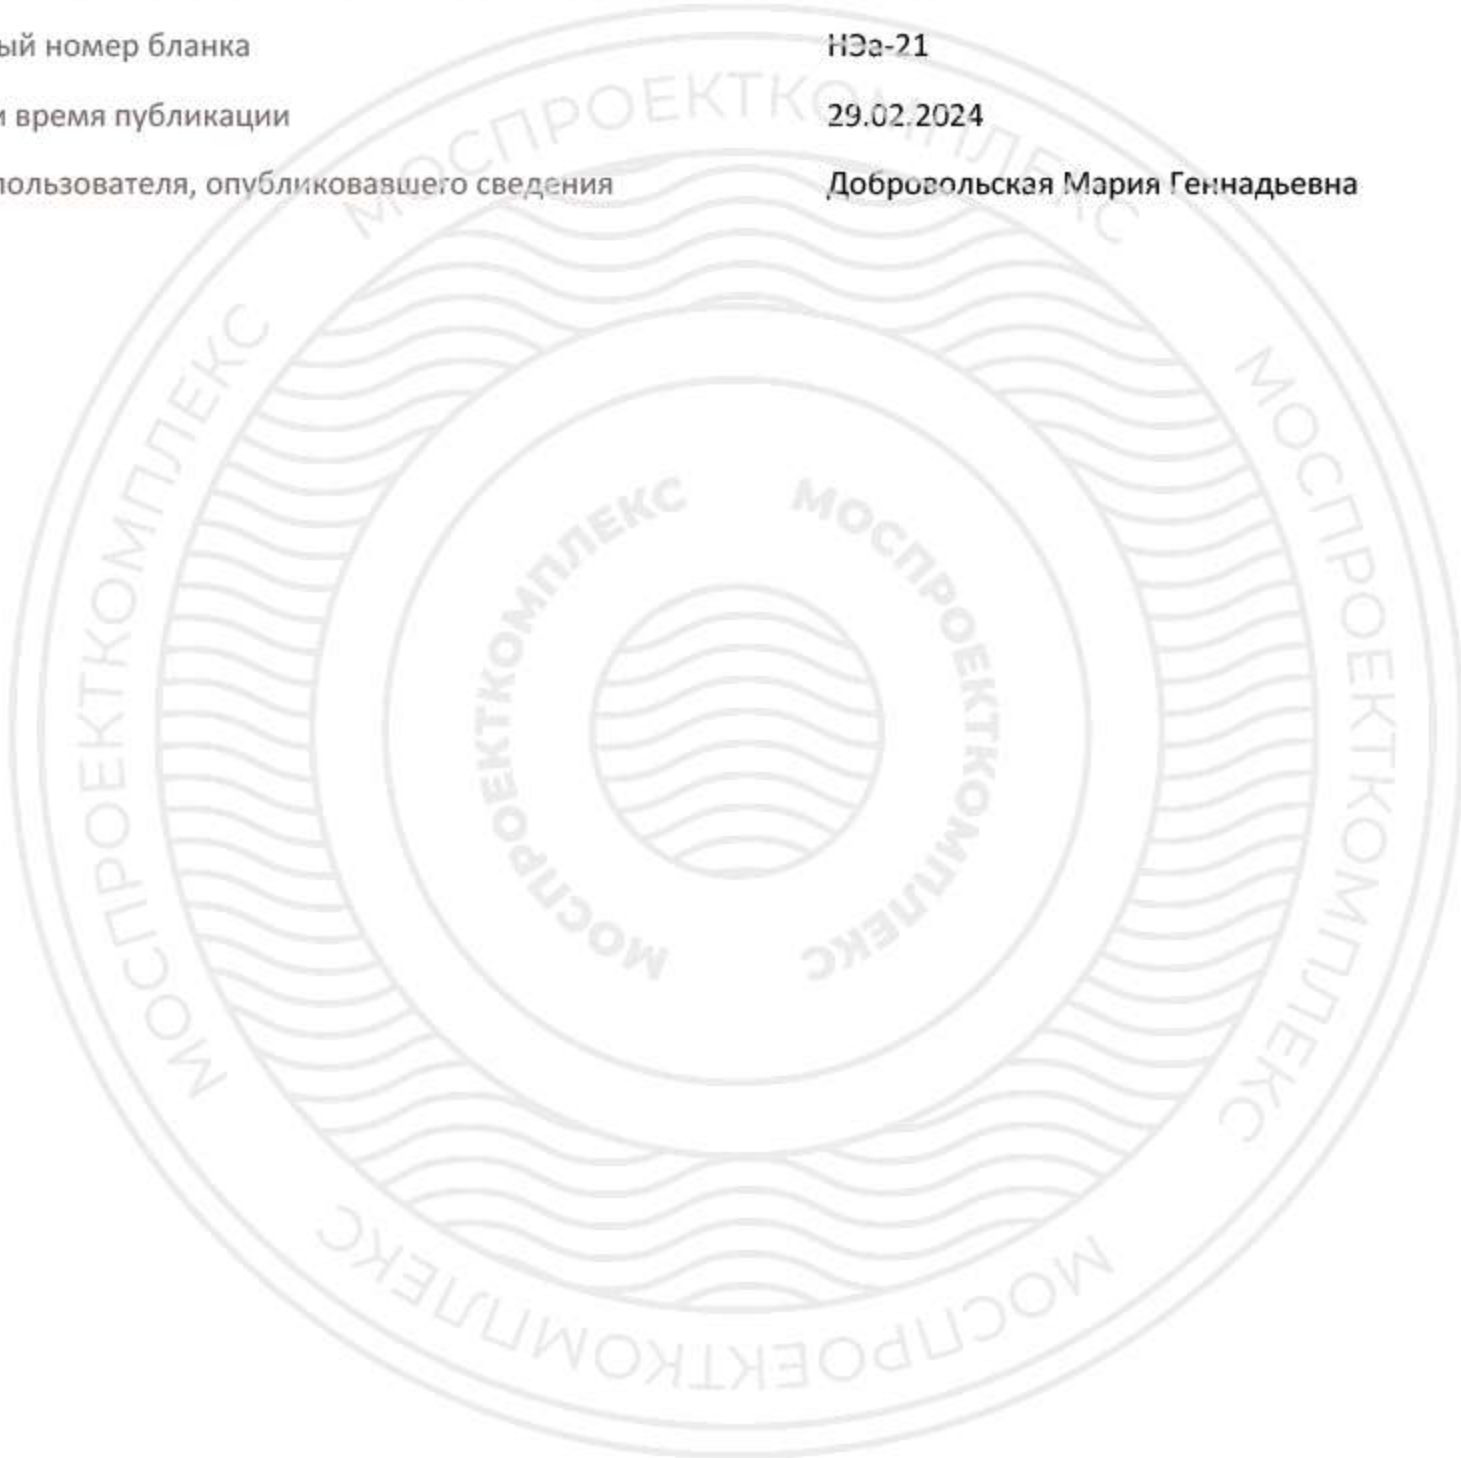 ый номер бланка НЭа-21
и время публикации 29.02.2024
пользователя, опубликовавшего сведения Добровольская Мария Геннадьевна
МОСПРОЕКТКОМПЛЕКС
МОСПРОЕКТКОМПЛЕКС
МОСПРОЕКТКОМПЛЕКС
МОСПРОЕКТКОМПЛЕКС
МОСПРОЕКТКОМПЛЕКС
МОСПРОЕКТКОМПЛЕКС